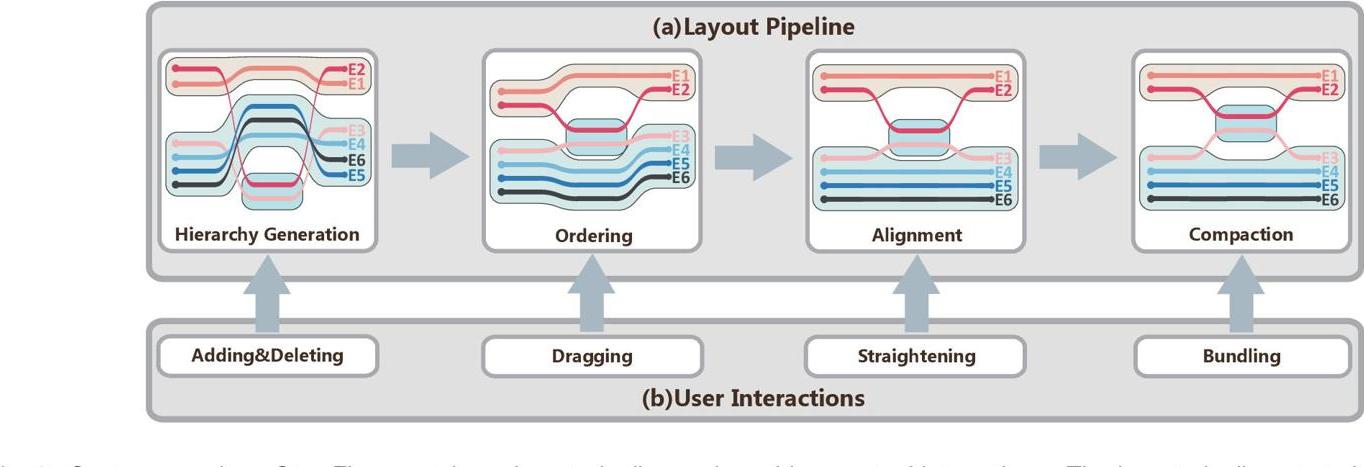 (a)Layout Pipeline
E2
E1
E3
E4
E6
E5
Hierarchy Generation
E1
E2
E3
E4
E5
E6
Ordering
E1
E2
E3
E4
E5
E6
Alignment
E1
E2
E3
E4
E5
E6
Compaction
Adding&Deleting
Dragging
Straightening
Bundling
(b)User Interactions